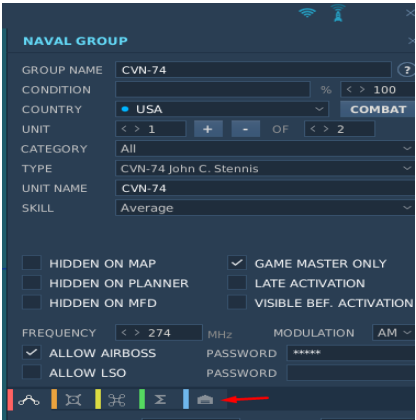 NAVAL GROUP
GROUP NAME CVN-74 ?
CONDITION % < > 100
COUNTRY USA COMBAT
UNIT < > 1 + - OF < > 2
CATEGORY All
TYPE CVN-74 John C. Stennis
UNIT NAME CVN-74
SKILL Average
HIDDEN ON MAP GAME MASTER ONLY
HIDDEN ON PLANNER LATE ACTIVATION
HIDDEN ON MFD VISIBLE BEF. ACTIVATION
FREQUENCY < > 274 MHz MODULATION AM
ALLOW AIRBOSS PASSWORD *****
ALLOW LSO PASSWORD
Σ